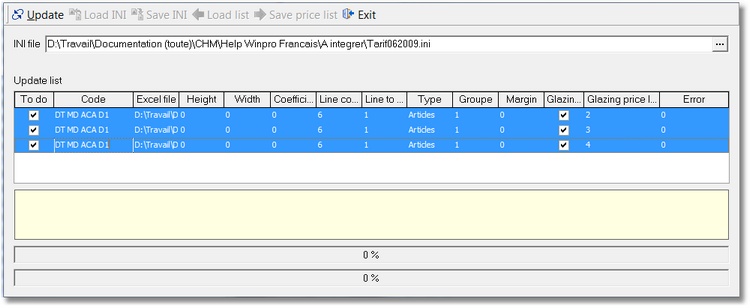 Update Load INI Save INI Load list Save price list Exit
INI file D:\Travail\Documentation (toute)\CHM\Help Winpro Francais\A integrer\Tarif062009.ini ...
Update list
To do Code Excel file Height Width Coeffici... Line co... Line to ... Type Groupe Margin Glazin... Glazing price l... Error
DT MD ACA D1 D:\Travail\D 0 0 0 6 1 Articles 1 0 2 0
DT MD ACA D1 D:\Travail\D 0 0 0 6 1 Articles 1 0 3 0
DT MD ACA D1 D:\Travail\D 0 0 0 6 1 Articles 1 0 4 0
0 %
0 %